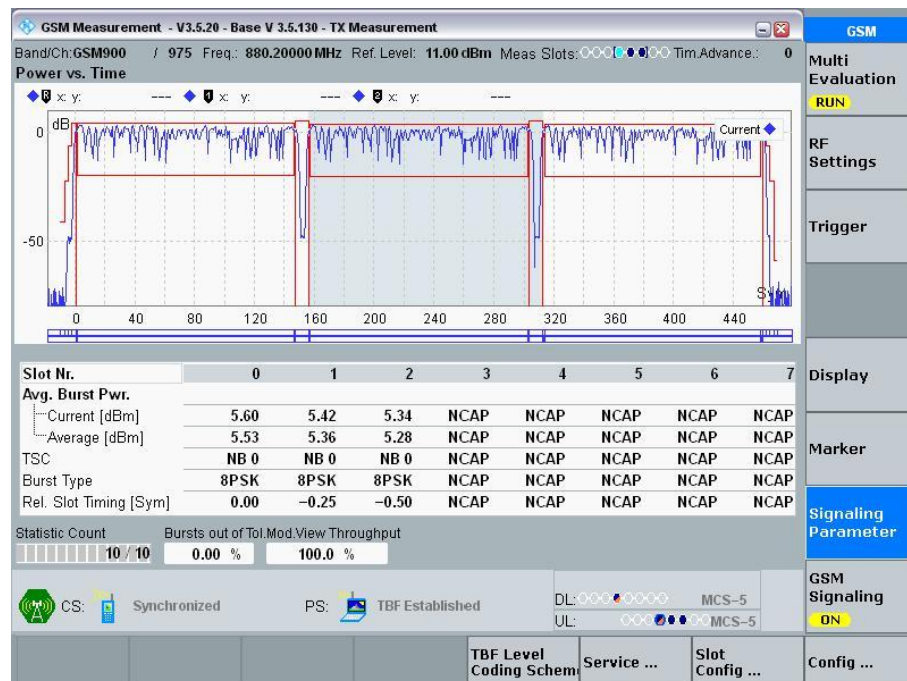 GSM Measurement - V3.5.20 - Base V 3.5.130 - TX Measurement
GSM
Band/Ch:GSM900 / 975 Freq.: 880.20000 MHz Ref. Level: 11.00 dBm Meas Slots: Tim.Advance.: 0
Power vs. Time
x: y: --- x: y: --- x: y: ---
dB
Current
0
-50
Sym
0 40 80 120 160 200 240 280 320 360 400 440
Slot Nr. 0 1 2 3 4 5 6 7
Avg. Burst Pwr.
Current [dBm] 5.60 5.42 5.34 NCAP NCAP NCAP NCAP NCAP
Average [dBm] 5.53 5.36 5.28 NCAP NCAP NCAP NCAP NCAP
TSC NB 0 NB 0 NB 0 NCAP NCAP NCAP NCAP NCAP
Burst Type 8PSK 8PSK 8PSK NCAP NCAP NCAP NCAP NCAP
Rel. Slot Timing [Sym] 0.00 −0.25 −0.50 NCAP NCAP NCAP NCAP NCAP
Statistic Count Bursts out of Tol. Mod.View Throughput
10 / 10 0.00 % 100.0 %
CS: Synchronized PS: TBF Established
DL: MCS−5
UL: MCS−5
Multi
Evaluation
RUN
RF
Settings
Trigger
Display
Marker
Signaling
Parameter
GSM
Signaling
ON
TBF Level
Coding Schem
Service ...
Slot
Config ...
Config ...